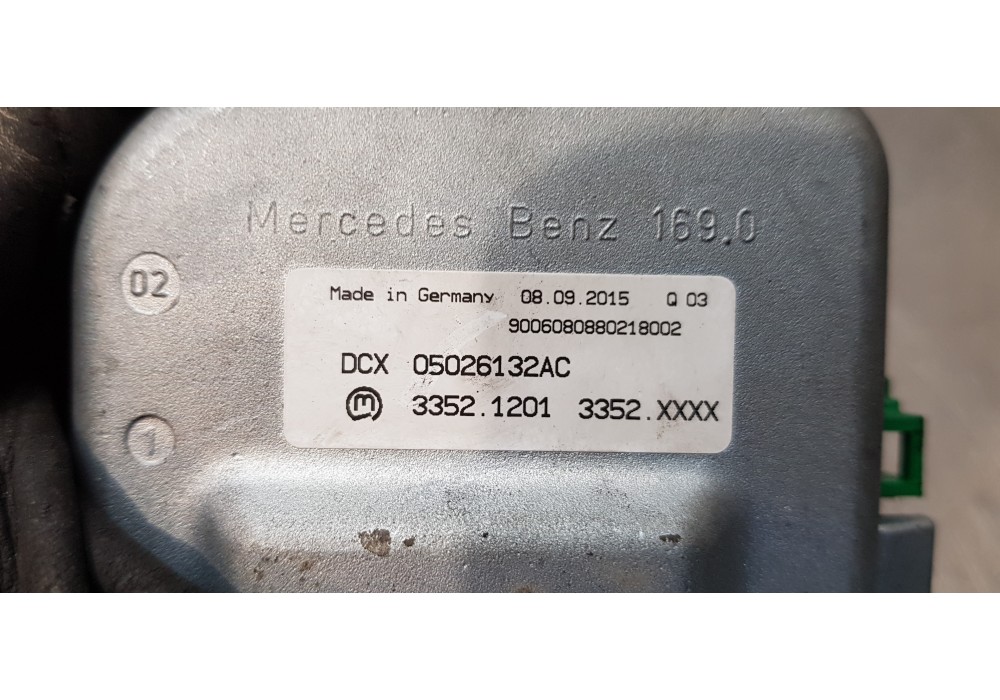 Mercedes Benz 169.0
02
Made in Germany 08.09.2015 Q 03
9006080880218002
DCX 05026132AC
m 3352.1201 3352.XXXX
1